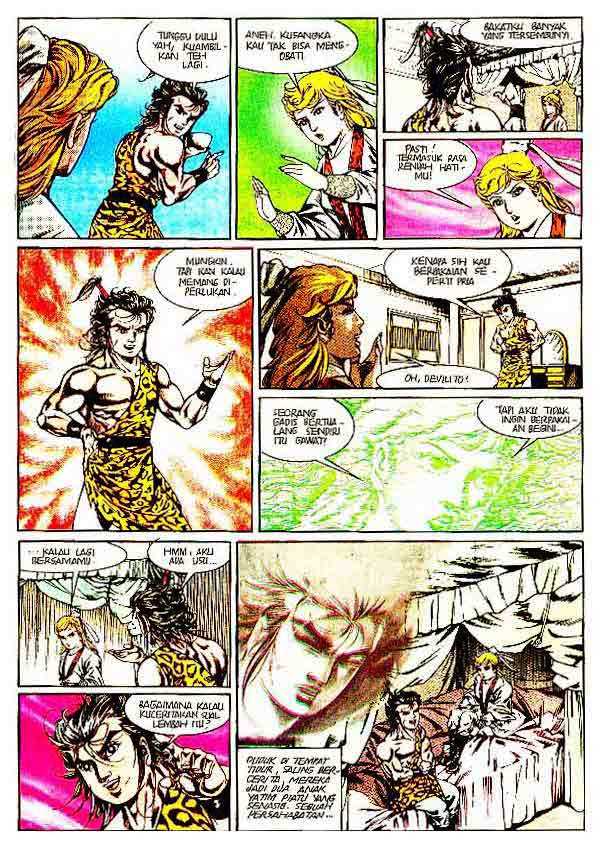 TUNGGU DULU
YAH, KUAMBIL-
KAN TEH
LAGI.
ANEH. KUSANGKA
KAU TAK BISA MENG-
OBATI
BAKATKU BANYAK
YANG TERSEMBUNYI.
PASTI!
TERMASUK RASA
RENDAH HATI-
MU!
MUNGKIN.
TAPI KAN KALAU
MEMANG DI-
PERLUKAN.
KENAPA SIH KAU
BERPAKAIAN SE-
PERTI PRIA
OH, DEVILITO!
SEORANG
GADIS BERTUA-
LANG SENDIRI
ITU GAWAT!
TAPI AKU TIDAK
INGIN BERPAKAI-
AN BEGINI...
... KALAU LAGI
BERSAMAMU.
HMM, AKU
ADA USU...
BAGAIMANA KALAU
KUCERITAKAN SUAL
LEMBAH ITU?
DUDUK DI TEMPAT
TIDUR, SALING BER-
CERITA, MEREKA
JADI DUA ANAK
YATIM PIATU YANG
SENASIB. SEBUAH
PERSAHABATAN...